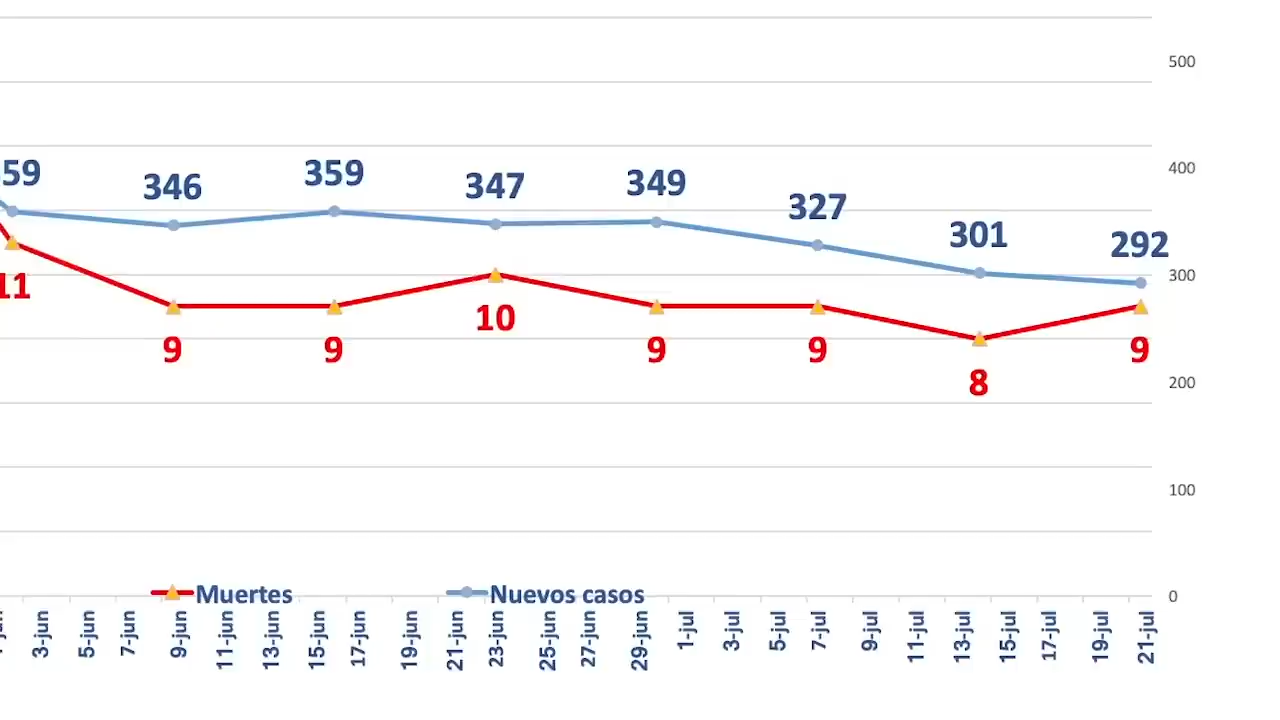 500
400
359 346 359 347 349 327 301 292
300
11 9 9 10 9 9 8 9
200
100
Muertes Nuevos casos
0
3-jun 5-jun 7-jun 9-jun 11-jun 13-jun 15-jun 17-jun 19-jun 21-jun 23-jun 25-jun 27-jun 29-jun 1-jul 3-jul 5-jul 7-jul 9-jul 11-jul 13-jul 15-jul 17-jul 19-jul 21-jul